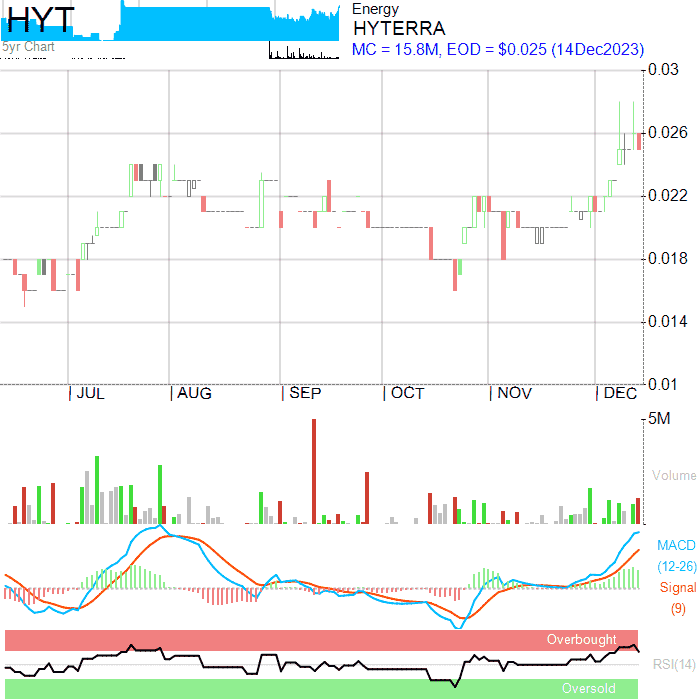 HYT
5yr Chart
Energy
HYTERRA
MC = 15.8M, EOD = $0.025 (14Dec2023)
0.03
0.026
0.022
0.018
0.014
0.01
JUL AUG SEP OCT NOV DEC
5M
Volume
MACD
(12-26)
Signal
(9)
Overbought
RSI(14)
Oversold